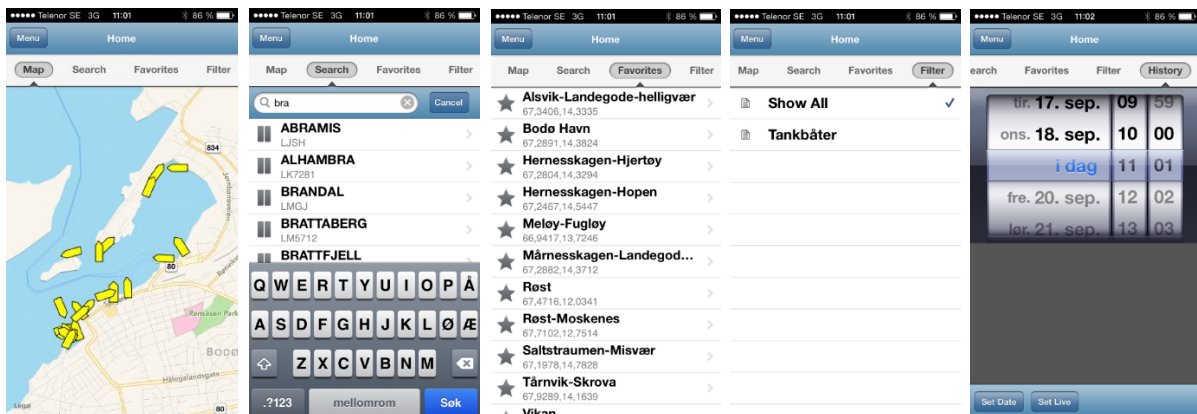 Telenor SE 3G 11:01 86 %
Menu Home
Map Search Favorites Filter
834
80
Rensåsen Park
BODØ
Hålogalandsgata
80
Legal
Telenor SE 3G 11:01 86 %
Menu Home
Map Search Favorites Filter
bra Cancel
ABRAMIS
LJSH
ALHAMBRA
LK7281
BRANDAL
LMGJ
BRATTABERG
LM5712
BRATTFJELL
Q W E R T Y U I O P Å
A S D F G H J K L Ø Æ
Z X C V B N M
.?123 mellomrom Søk
Telenor SE 3G 11:01 86 %
Menu Home
Map Search Favorites Filter
Alsvik-Landegode-helligvær
67,3406,14,3335
Bodø Havn
67,2891,14,3824
Hernesskagen-Hjertøy
67,2804,14,3294
Hernesskagen-Hopen
67,2467,14,5447
Meløy-Fugløy
66,9417,13,7246
Mårnesskagen-Landegod...
67,2882,14,3712
Røst
67,4716,12,0341
Røst-Moskenes
67,7102,12,7514
Saltstraumen-Misvær
67,1978,14,7828
Tårnvik-Skrova
67,9289,14,1639
Vikan
Telenor SE 3G 11:01 86 %
Menu Home
Map Search Favorites Filter
Show All
Tankbåter
Telenor SE 3G 11:02 86 %
Menu Home
earch Favorites Filter History
tir. 17. sep. 09 59
ons. 18. sep. 10 00
i dag 11 01
fre. 20. sep. 12 02
lør. 21. sep. 13 03
Set Date Set Live